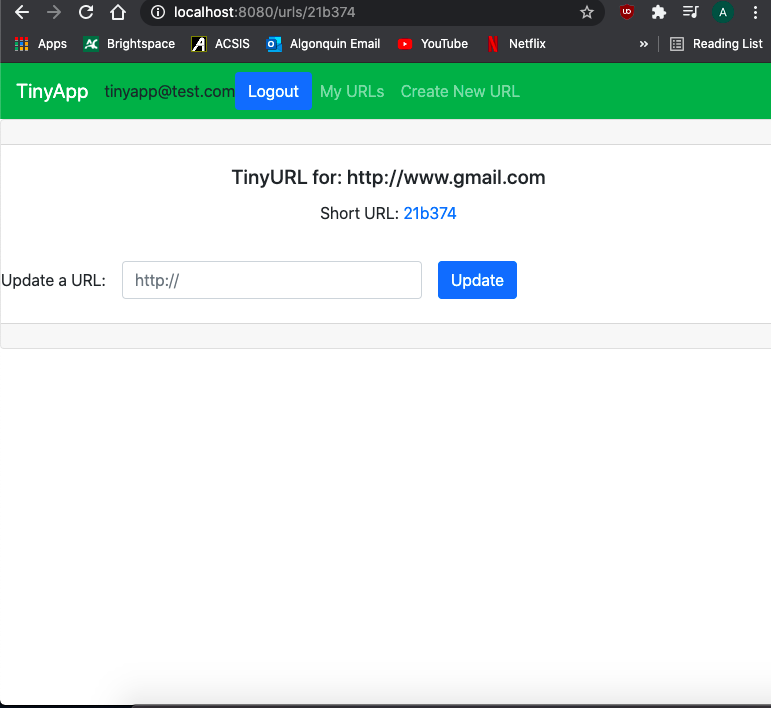 localhost:8080/urls/21b374
UD
A
Apps Brightspace ACSIS Algonquin Email YouTube Netflix » Reading List
TinyApp tinyapp@test.com Logout My URLs Create New URL
TinyURL for: http://www.gmail.com
Short URL: 21b374
Update a URL: http:// Update